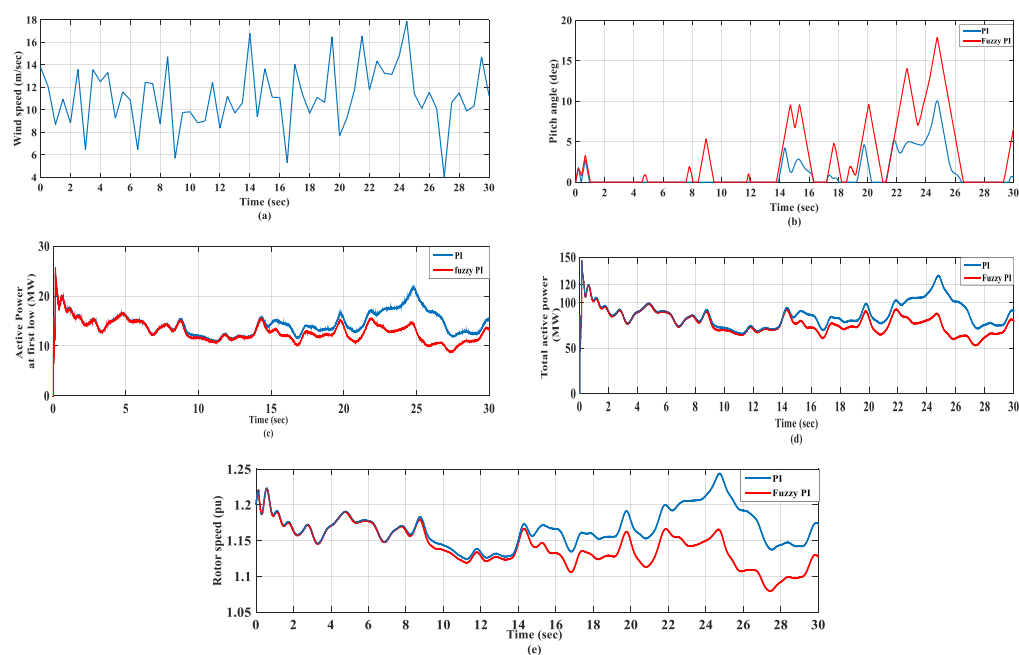 Wind speed (m/sec)
18
16
14
12
10
8
6
4
0 2 4 6 8 10 12 14 16 18 20 22 24 26 28 30
Time (sec)
(a)
Pitch angle (deg)
20
15
10
5
0
0 2 4 6 8 10 12 14 16 18 20 22 24 26 28 30
PI
Fuzzy PI
Time (sec)
(b)
Active Power
at first low (MW)
30
20
10
0
0 5 10 15 20 25 30
PI
fuzzy PI
Time (sec)
(c)
Total active power
(MW)
150
120
100
80
50
0
0 2 4 6 8 10 12 14 16 18 20 22 24 26 28 30
PI
Fuzzy PI
Time (sec)
(d)
Rotor speed (pu)
1.25
1.2
1.15
1.1
1.05
0 2 4 6 8 10 12 14 16 18 20 22 24 26 28 30
PI
Fuzzy PI
Time (sec)
(e)